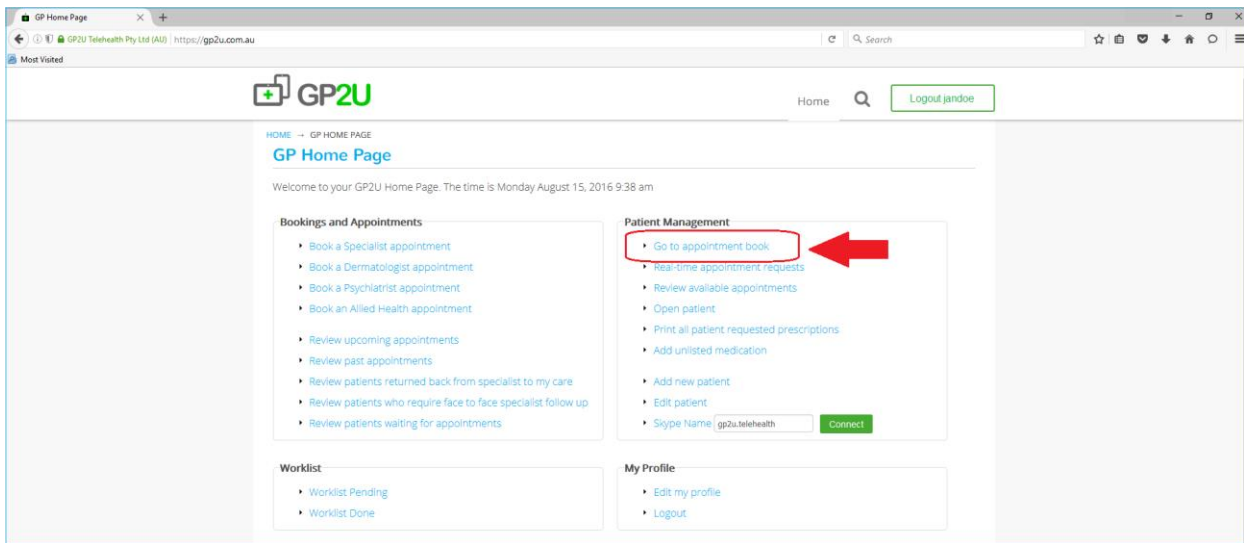 GP Home Page
GP2U Telehealth Pty Ltd (AU) https://gp2u.com.au
Search
Most Visited
GP2U
Home
Logout jandoe
HOME → GP HOME PAGE
GP Home Page
Welcome to your GP2U Home Page. The time is Monday August 15, 2016 9:38 am
Bookings and Appointments
Book a Specialist appointment
Book a Dermatologist appointment
Book a Psychiatrist appointment
Book an Allied Health appointment
Review upcoming appointments
Review past appointments
Review patients returned back from specialist to my care
Review patients who require face to face specialist follow up
Review patients waiting for appointments
Patient Management
Go to appointment book
Real-time appointment requests
Review available appointments
Open patient
Print all patient requested prescriptions
Add unlisted medication
Add new patient
Edit patient
Skype Name gp2u.telehealth Connect
Worklist
Worklist Pending
Worklist Done
My Profile
Edit my profile
Logout